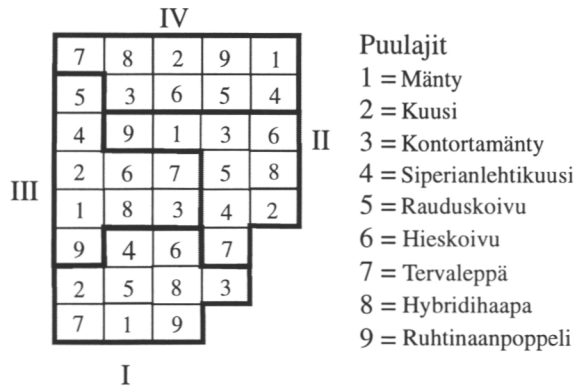 IV
7 8 2 9 1
5 3 6 5 4
4 9 1 3 6
2 6 7 5 8
1 8 3 4 2
9 4 6 7
2 5 8 3
7 1 9
III
II
I
Puulajit
1 = Mänty
2 = Kuusi
3 = Kontortamänty
4 = Siperianlehtikuusi
5 = Rauduskoivu
6 = Hieskoivu
7 = Tervaleppä
8 = Hybridihaapa
9 = Ruhtinaanpoppeli